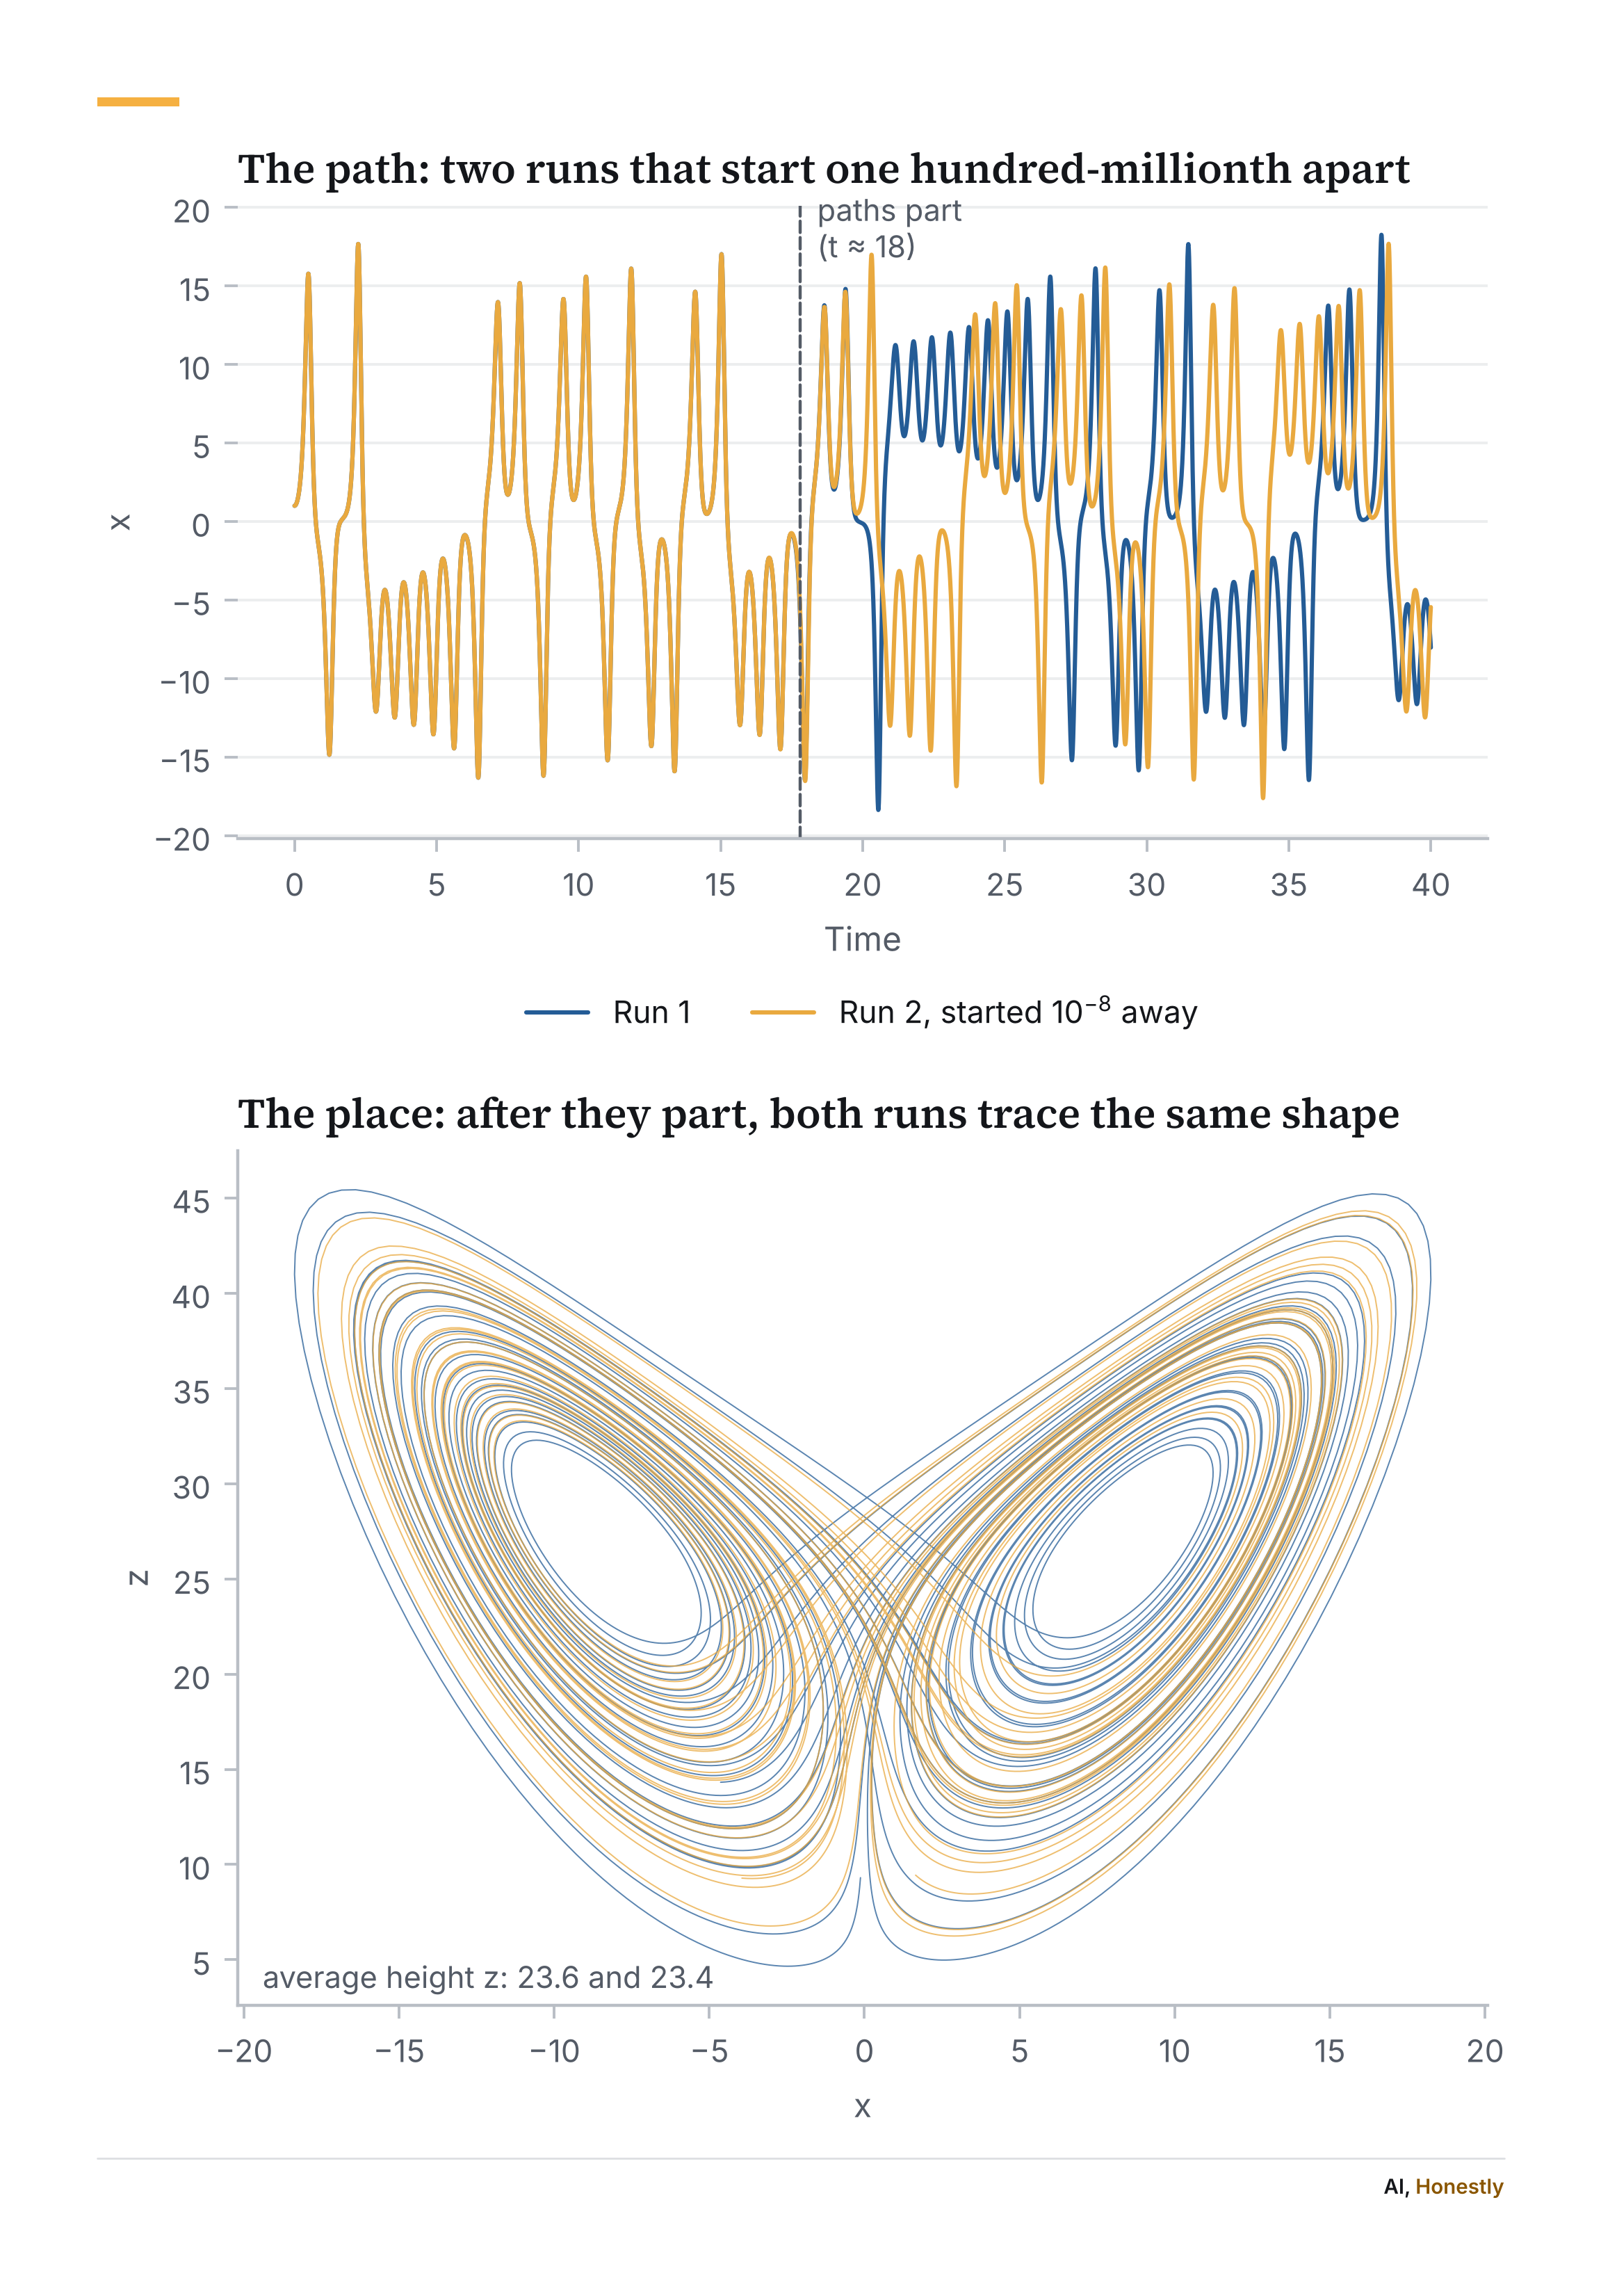 The path: two runs that start one hundred-millionth apart
20
paths part
(t ≈ 18)
15
10
5
0
−5
−10
−15
−20
x
0 5 10 15 20 25 30 35 40
Time
Run 1 Run 2, started 10⁻⁸ away
The place: after they part, both runs trace the same shape
45
40
35
30
25
20
15
10
5
z
average height z: 23.6 and 23.4
−20 −15 −10 −5 0 5 10 15 20
x
AI, Honestly